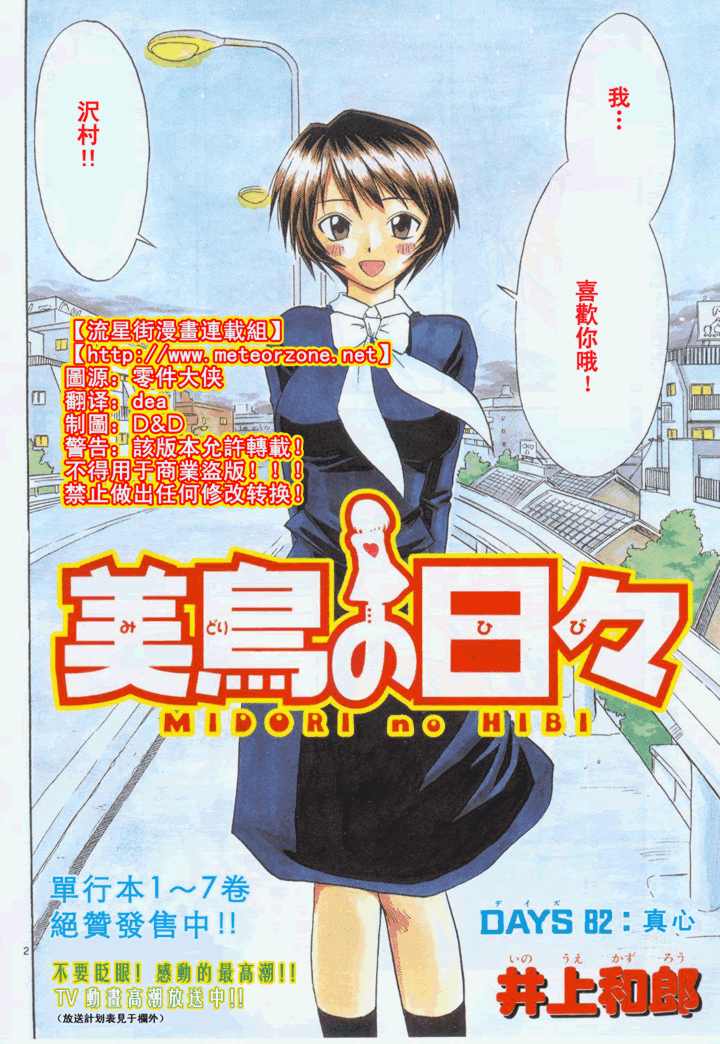 我…
喜歡你哦！
沢村！！
【流星街漫畫連載組】
【http://www.meteorzone.net】
圖源：零件大侠
翻译：dea
制圖：D&D
警告：該版本允許轉載！
不得用于商業盗版！！！
禁止做出任何修改转换！
美鳥の日々
み どり ひ び
MIDORI no HIBI
單行本1～7卷
絕贊發售中!!
デイズ
DAYS 82：真心
不要眨眼！感動的最高潮!!
TV動畫高潮放送中!!
（放送計划表見于欄外）
いの うえ かず ろう
井上和郎
2